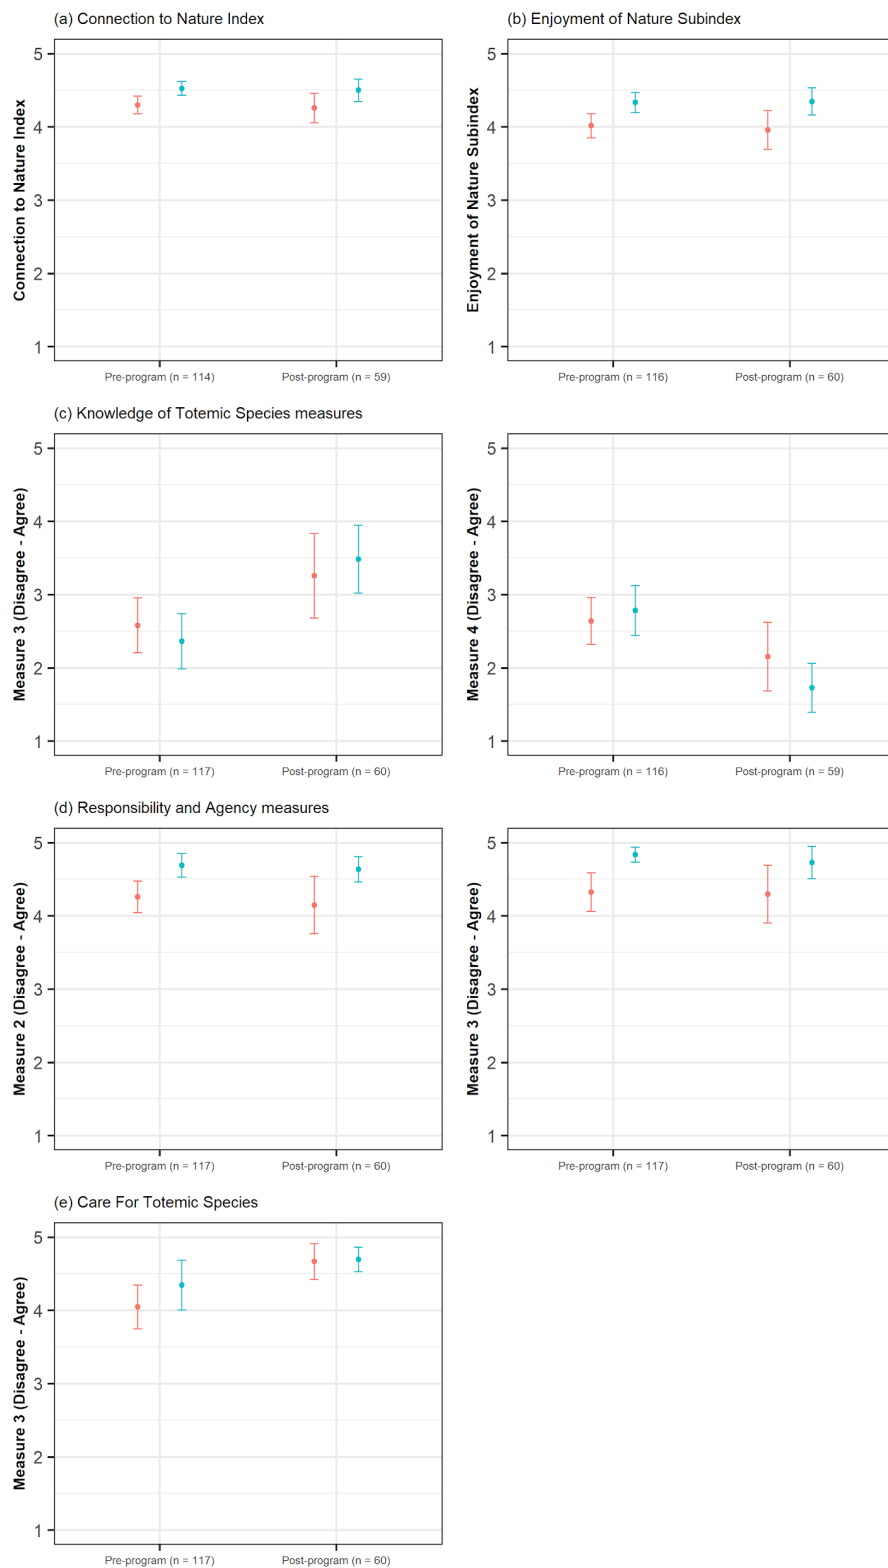 (a) Connection to Nature Index
Connection to Nature Index
5
4
3
2
1
Pre-program (n = 114)
Post-program (n = 59)
(b) Enjoyment of Nature Subindex
Enjoyment of Nature Subindex
5
4
3
2
1
Pre-program (n = 116)
Post-program (n = 60)
(c) Knowledge of Totemic Species measures
Measure 3 (Disagree - Agree)
5
4
3
2
1
Pre-program (n = 117)
Post-program (n = 60)
Measure 4 (Disagree - Agree)
5
4
3
2
1
Pre-program (n = 116)
Post-program (n = 59)
(d) Responsibility and Agency measures
Measure 2 (Disagree - Agree)
5
4
3
2
1
Pre-program (n = 117)
Post-program (n = 60)
Measure 3 (Disagree - Agree)
5
4
3
2
1
Pre-program (n = 117)
Post-program (n = 60)
(e) Care For Totemic Species
Measure 3 (Disagree - Agree)
5
4
3
2
1
Pre-program (n = 117)
Post-program (n = 60)